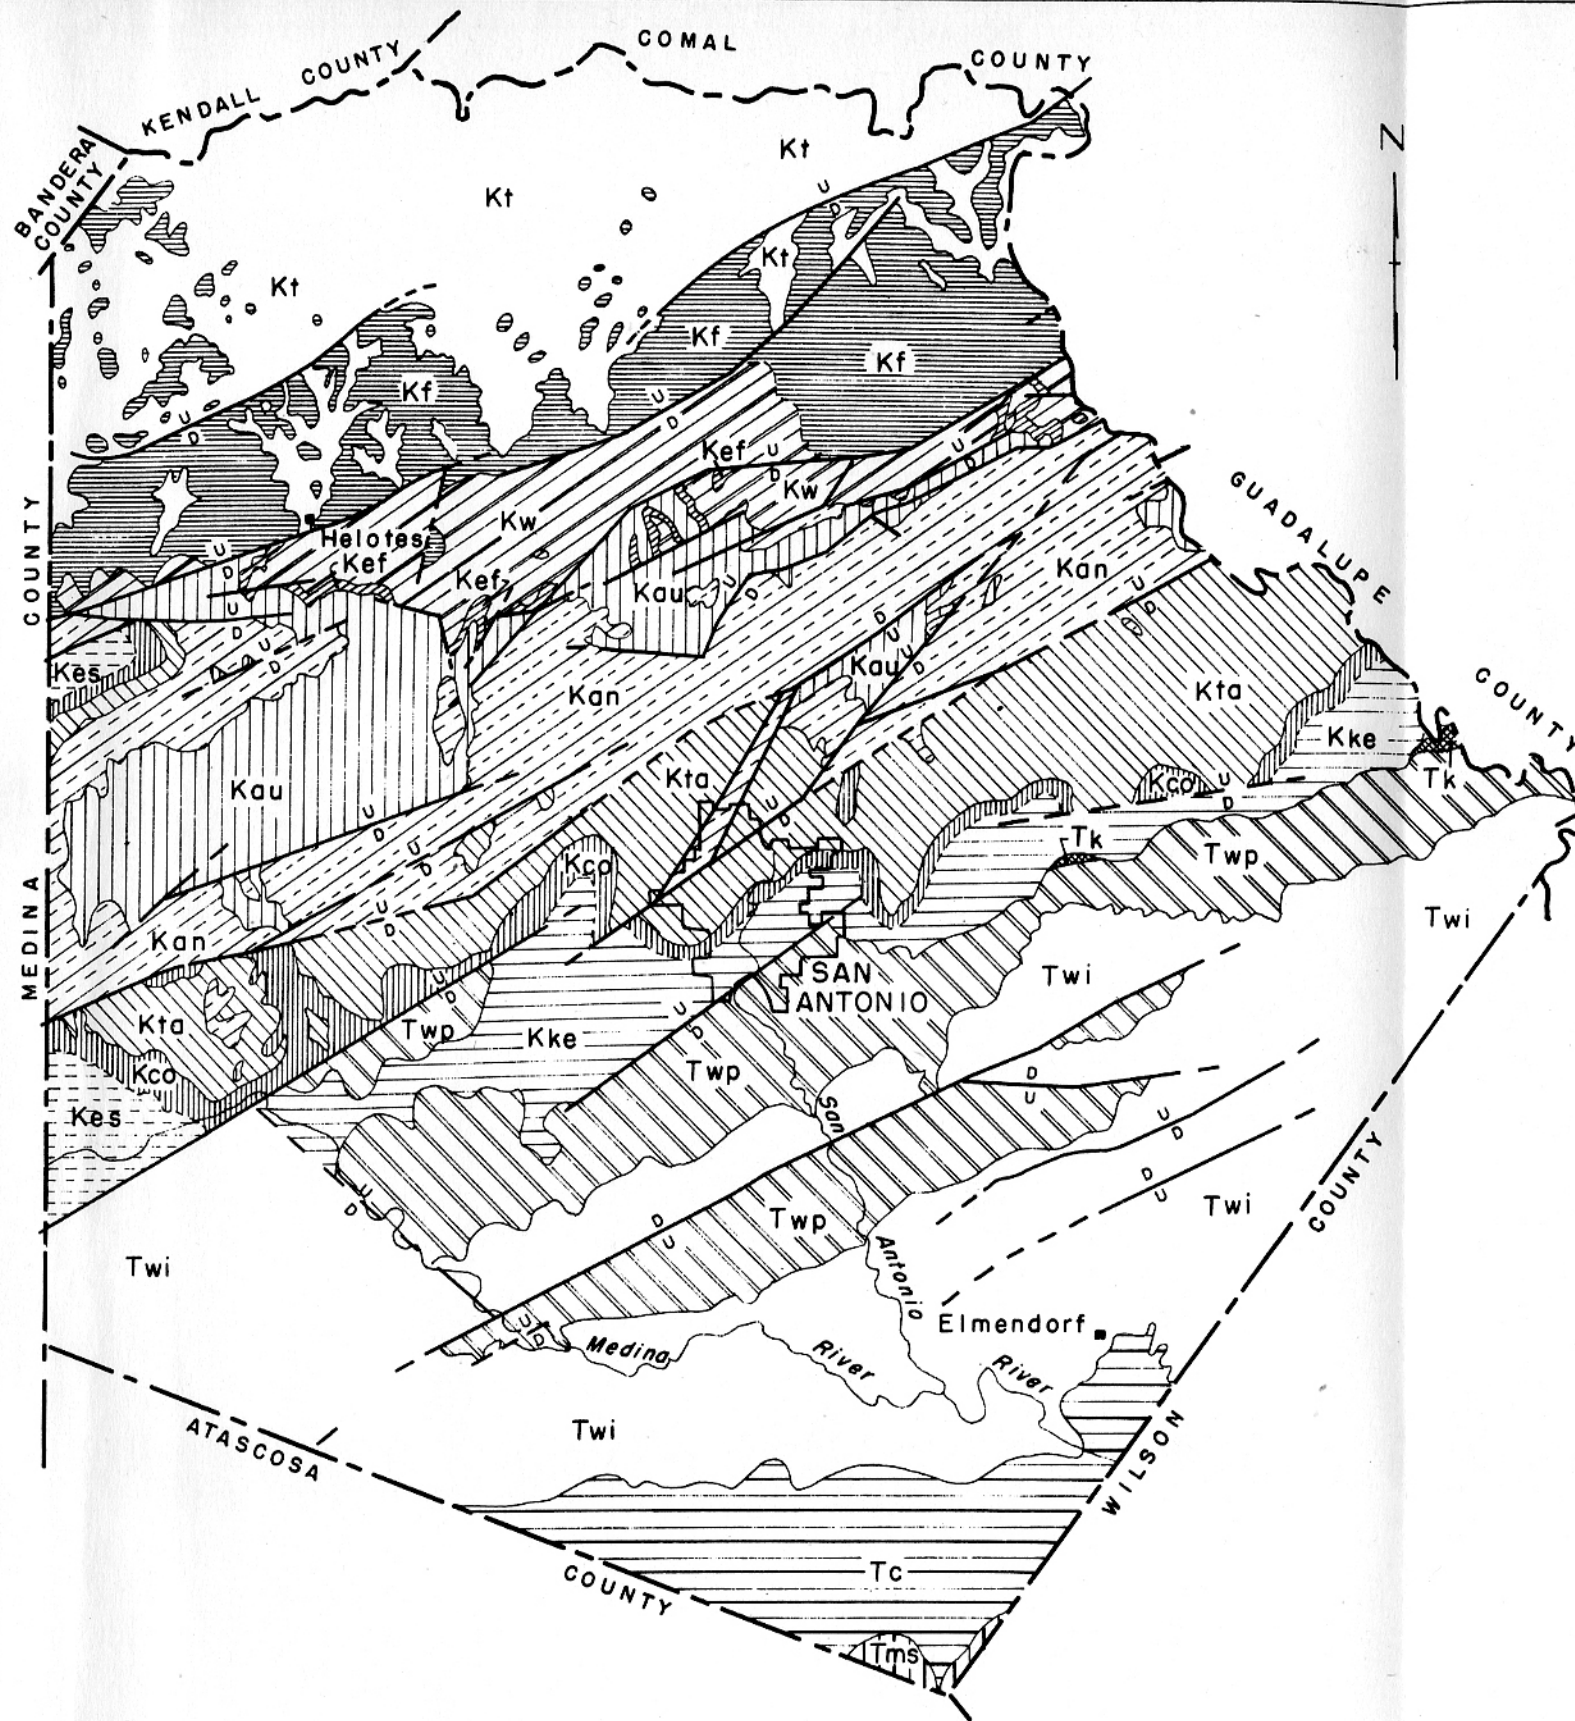 COMAL
COUNTY
KENDALL COUNTY
BANDERA
COUNTY
N
Kt
Kt
Kt
Kt
U
D
Kf
Kf
Kf
U
D
U
D
Kef
U
D
Kw
U
D
D
Kw
GUADALUPE
COUNTY
Helotes
Kef
U
D
Kef
Kau
U
D
Kan
U
D
U
D
U
D
Kes
D
U
U
D
Kau
Kan
Kta
COUNTY
Kke
Tk
Kau
Kta
Kco
U
D
U
D
U
D
Tk
Twp
Kco
U
D
MEDINA
Kan
U
D
Twi
SAN
ANTONIO
Twi
Kta
Twp
U
D
Kke
U
D
Twp
Kco
Kes
D
U
San
U
D
U
D
D
U
Twi
COUNTY
Twp
D
U
Antonio
Twi
Elmendorf
U
D
Medina
River
River
ATASCOSA
Twi
WILSON
Tc
COUNTY
Tms